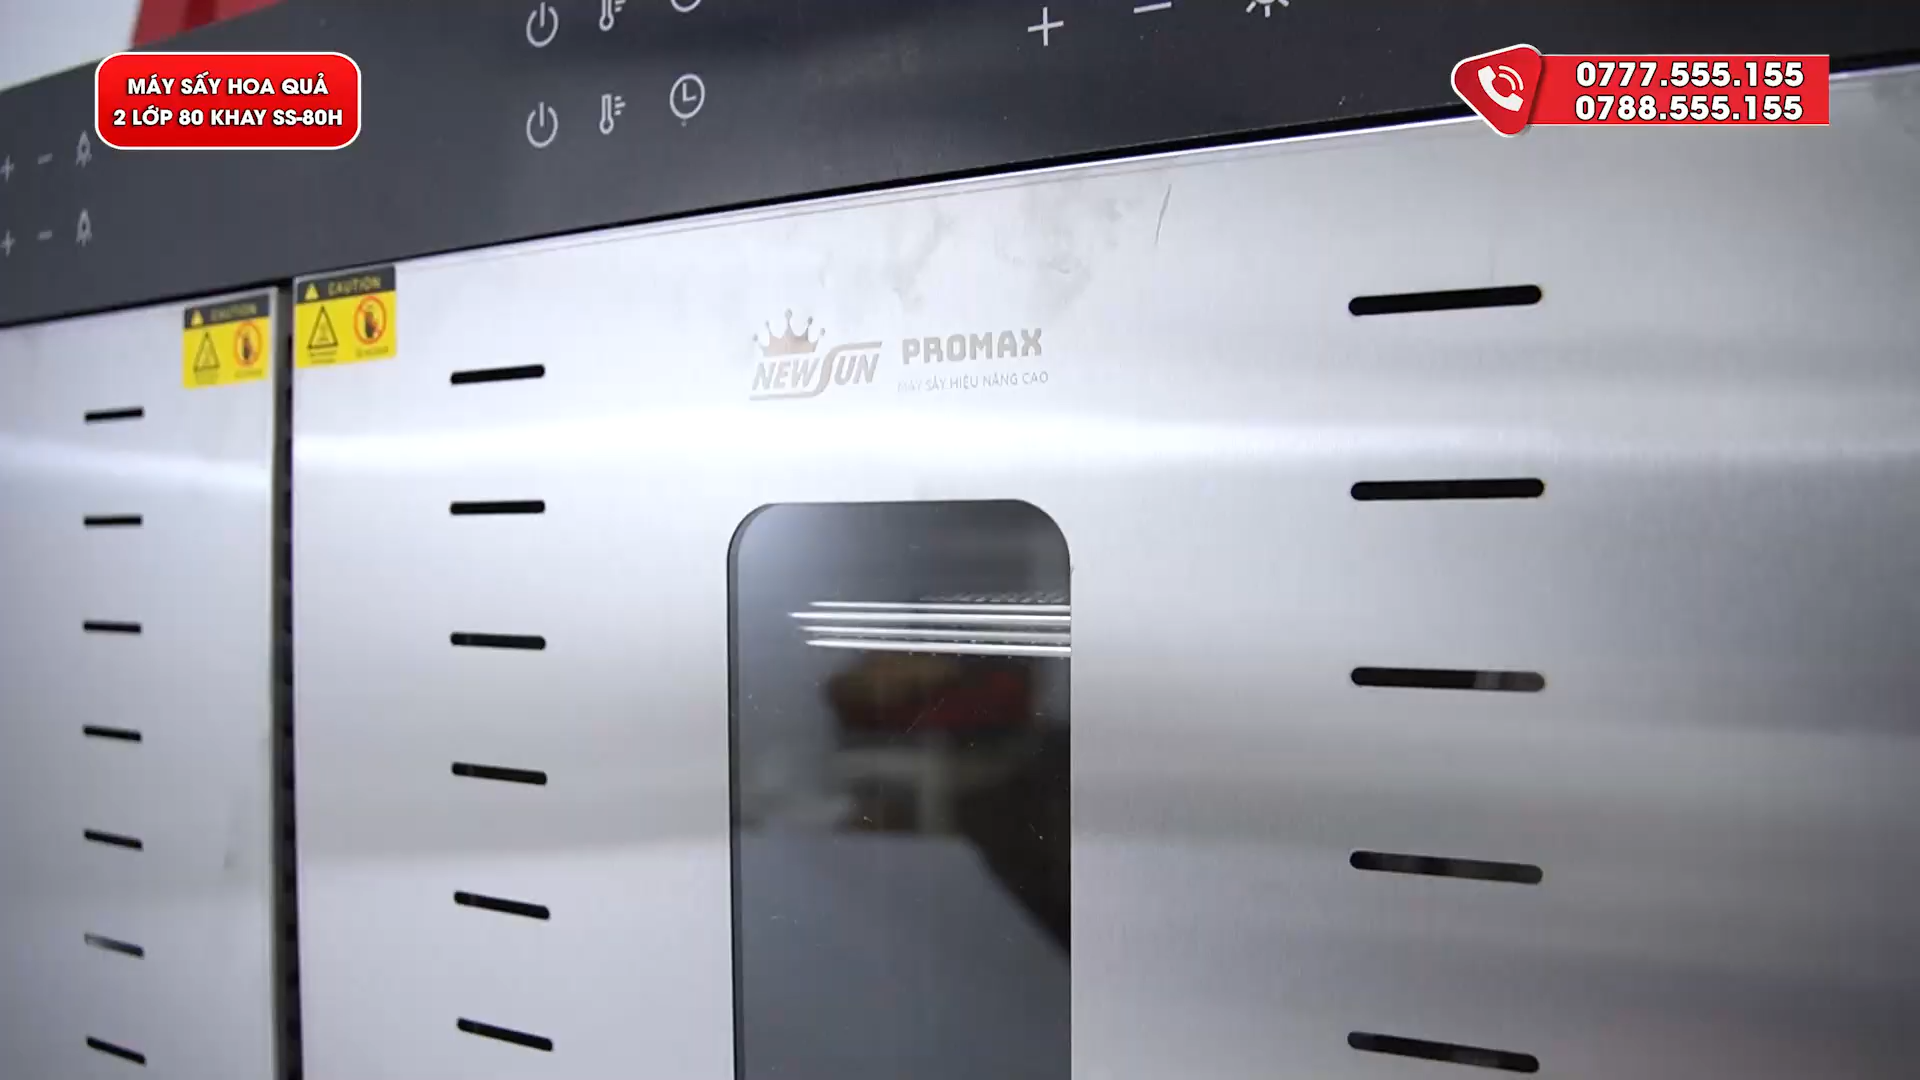 MÁY SẤY HOA QUẢ
2 LỚP 80 KHAY SS-80H
0777.555.155
0788.555.155
CAUTION
CAUTION
NEWSUN
PROMAX
MÁY SẤY HIỆU NĂNG CAO